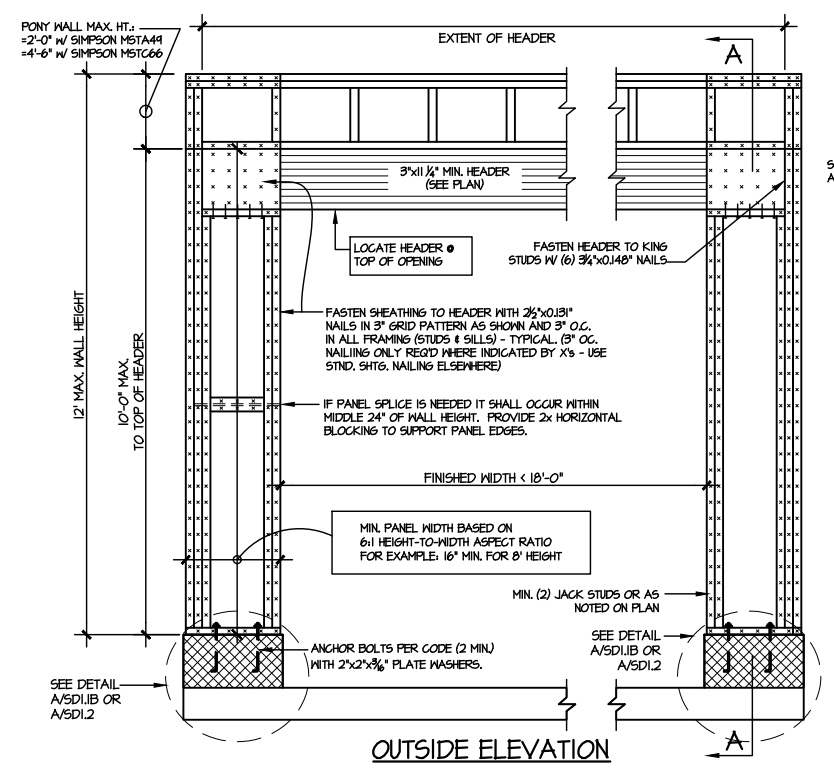 PONY WALL MAX. HT.:
=2'-0" W/ SIMPSON MSTA49
=4'-6" W/ SIMPSON MSTC66
EXTENT OF HEADER
A
3"x11 1/4" MIN. HEADER
(SEE PLAN)
LOCATE HEADER @
TOP OF OPENING
FASTEN HEADER TO KING
STUDS W/ (6) 3 1/4"x0.148" NAILS
FASTEN SHEATHING TO HEADER WITH 2 1/2"x0.131"
NAILS IN 3" GRID PATTERN AS SHOWN AND 3" O.C.
IN ALL FRAMING (STUDS & SILLS) - TYPICAL. (3" OC.
NAILIING ONLY REQ'D WHERE INDICATED BY X's - USE
STND. SHTG. NAILING ELSEWHERE)
12' MAX. WALL HEIGHT
10'-0" MAX.
TO TOP OF HEADER
IF PANEL SPLICE IS NEEDED IT SHALL OCCUR WITHIN
MIDDLE 24" OF WALL HEIGHT. PROVIDE 2x HORIZONTAL
BLOCKING TO SUPPORT PANEL EDGES.
FINISHED WIDTH < 18'-0"
MIN. PANEL WIDTH BASED ON
6:1 HEIGHT-TO-WIDTH ASPECT RATIO
FOR EXAMPLE: 16" MIN. FOR 8' HEIGHT
MIN. (2) JACK STUDS OR AS
NOTED ON PLAN
SEE DETAIL
A/SD1.1B OR
A/SD1.2
ANCHOR BOLTS PER CODE (2 MIN.)
WITH 2"x2"x3/16" PLATE WASHERS.
SEE DETAIL
A/SD1.1B OR
A/SD1.2
A
OUTSIDE ELEVATION